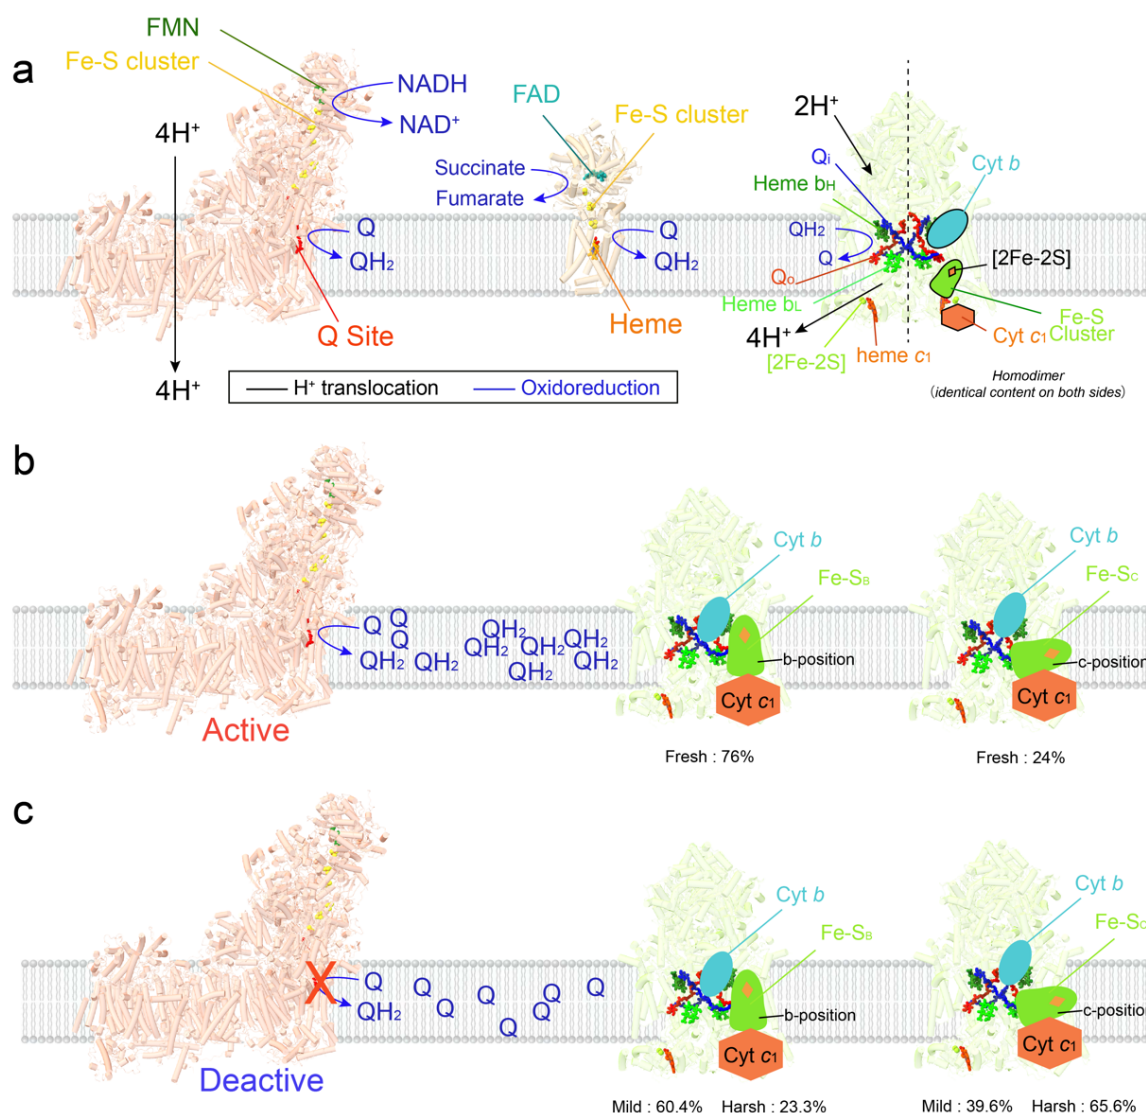 a
FMN
Fe-S cluster
NADH
NAD⁺
4H⁺
4H⁺
Q
QH₂
Q Site
FAD
Fe-S cluster
Succinate
Fumarate
Q
QH₂
Heme
2H⁺
Qi
Heme bH
Cyt b
QH₂
Q
Qo
Heme bL
[2Fe-2S]
4H⁺
[2Fe-2S]
heme c₁
Cyt c₁
Fe-S
Cluster
Homodimer
(identical content on both sides)
H⁺ translocation
Oxidoreduction
b
Q
Q
Q
QH₂
QH₂
QH₂
QH₂
QH₂
QH₂
QH₂
QH₂
Active
Cyt b
Fe-SB
b-position
Cyt c₁
Fresh : 76%
Cyt b
Fe-SC
c-position
Cyt c₁
Fresh : 24%
c
Q
QH₂
Q
Q
Q
Q
Q
Q
Q
Deactive
Cyt b
Fe-SB
b-position
Cyt c₁
Mild : 60.4% Harsh : 23.3%
Cyt b
Fe-SC
c-position
Cyt c₁
Mild : 39.6% Harsh : 65.6%